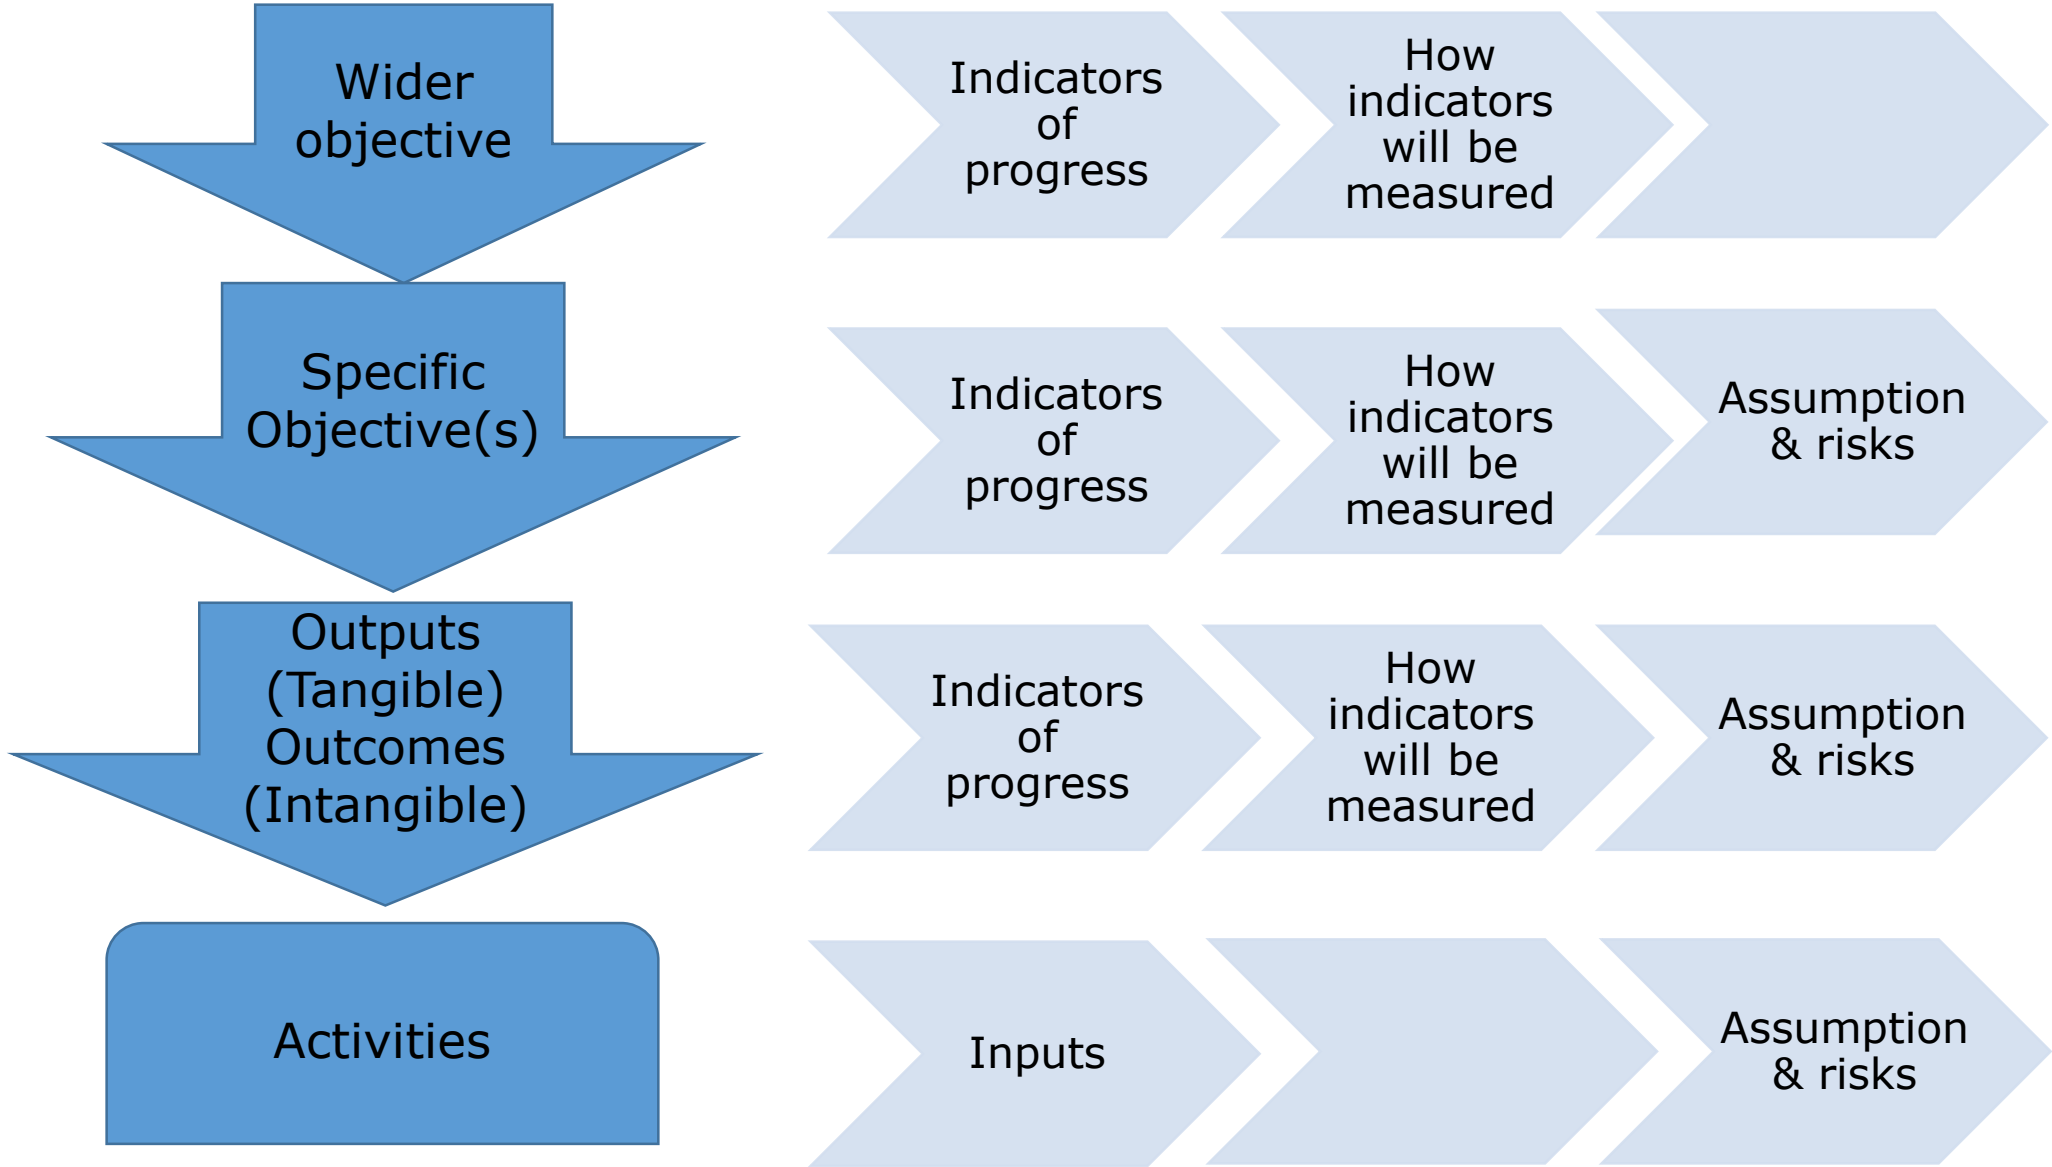 Wider
objective
Indicators
of
progress
How
indicators
will be
measured
Specific
Objective(s)
Indicators
of
progress
How
indicators
will be
measured
Assumption
& risks
Outputs
(Tangible)
Outcomes
(Intangible)
Indicators
of
progress
How
indicators
will be
measured
Assumption
& risks
Activities
Inputs
Assumption
& risks